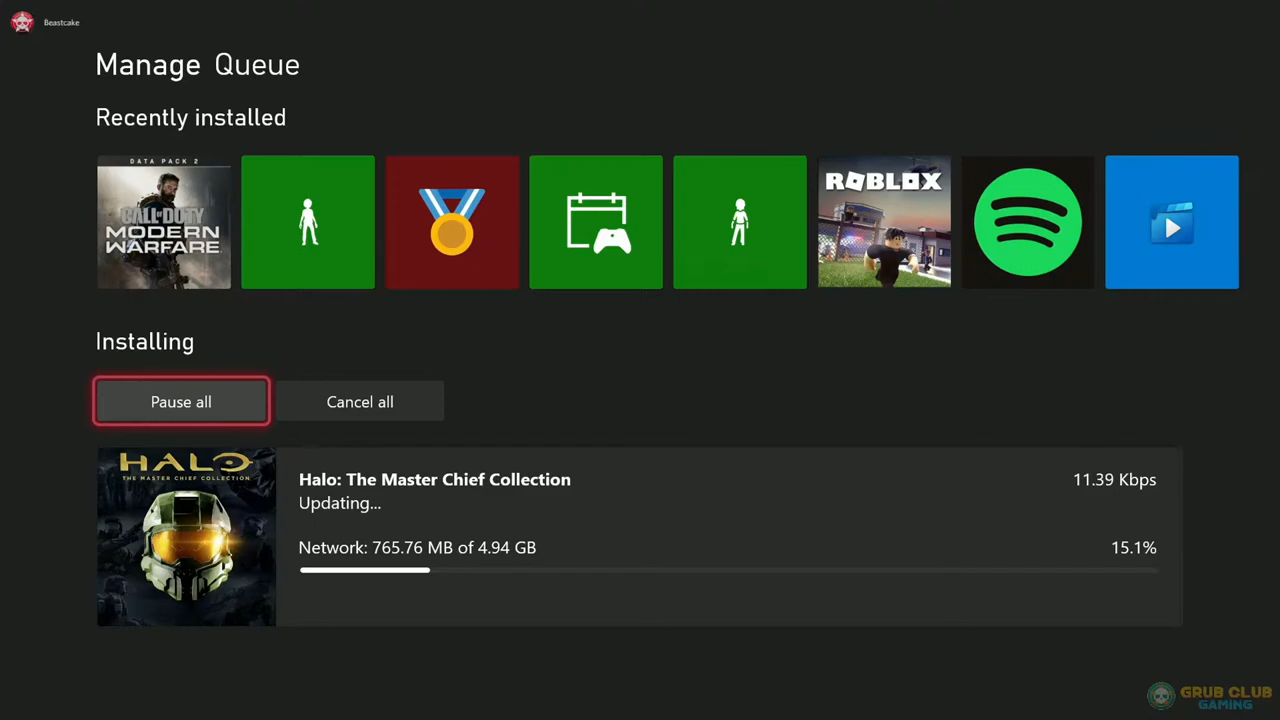 Beastcake
Manage Queue
Recently installed
DATA PACK 2
CALL OF DUTY
MODERN
WARFARE
ROBLOX
Installing
Pause all
Cancel all
HALO
THE MASTER CHIEF COLLECTION
Halo: The Master Chief Collection
11.39 Kbps
Updating...
Network: 765.76 MB of 4.94 GB
15.1%
GRUB CLUB
GAMING